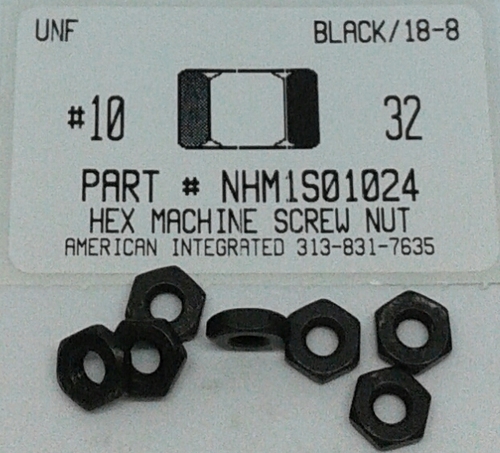 UNF BLACK/18-8
#10 32
PART # NHM1S01024
HEX MACHINE SCREW NUT
AMERICAN INTEGRATED 313-831-7635